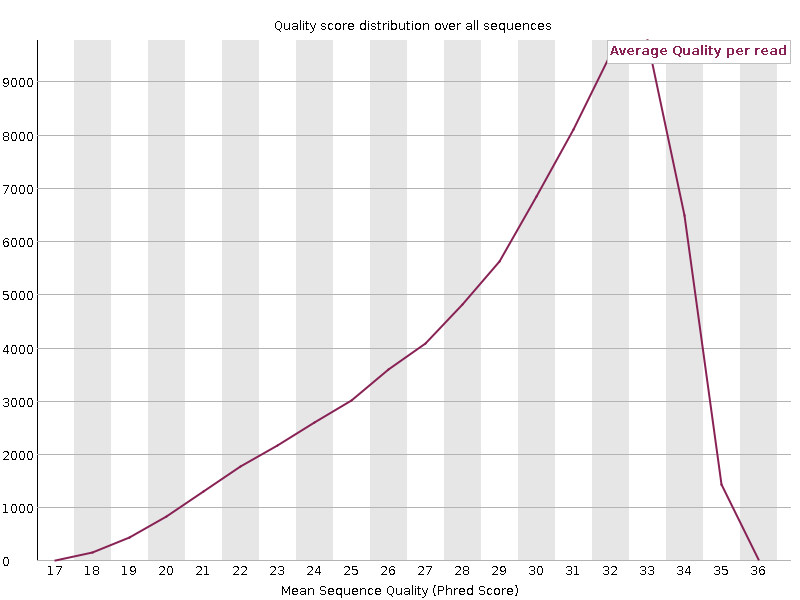 Quality score distribution over all sequences
Average Quality per read
9000
8000
7000
6000
5000
4000
3000
2000
1000
0
17 18 19 20 21 22 23 24 25 26 27 28 29 30 31 32 33 34 35 36
Mean Sequence Quality (Phred Score)